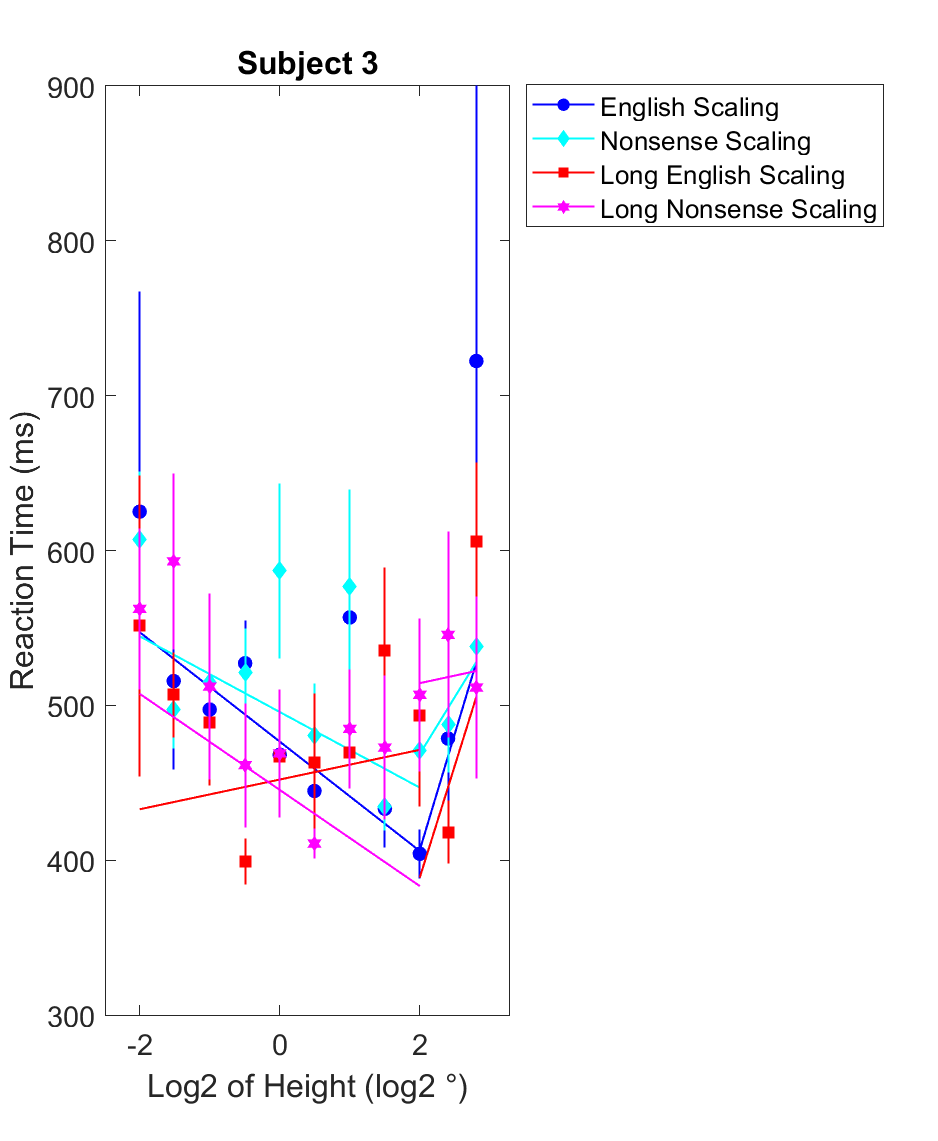 Subject 3
900
800
700
600
500
400
300
Reaction Time (ms)
-2
0
2
Log2 of Height (log2 °)
English Scaling
Nonsense Scaling
Long English Scaling
Long Nonsense Scaling